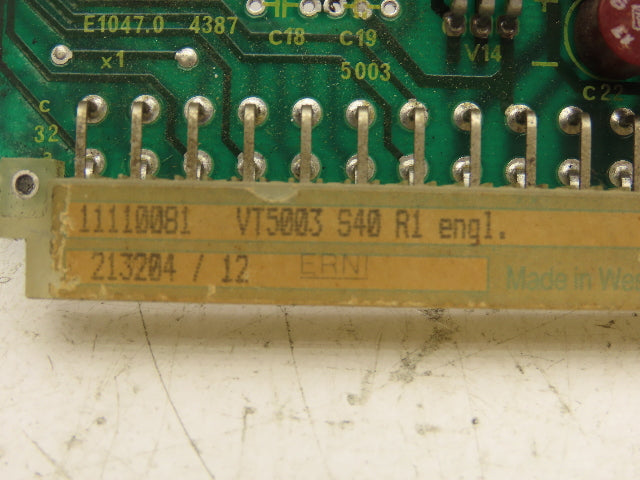 E1047.0 4387
C18 C19
x1
V14
5003
C22
c
32
11110081 VT5003 S40 R1 engl.
213204 / 12 ERNI Made in We